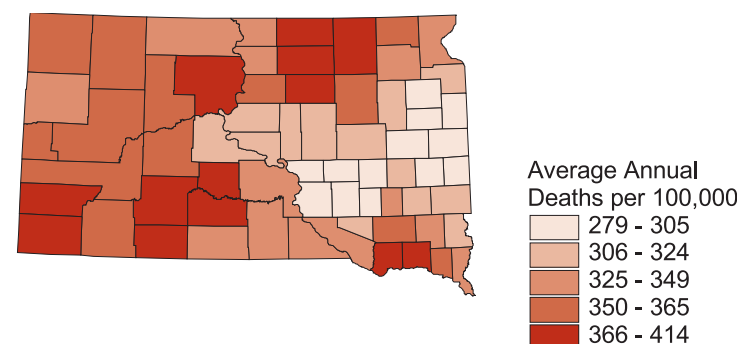 Average Annual
Deaths per 100,000
279 - 305
306 - 324
325 - 349
350 - 365
366 - 414